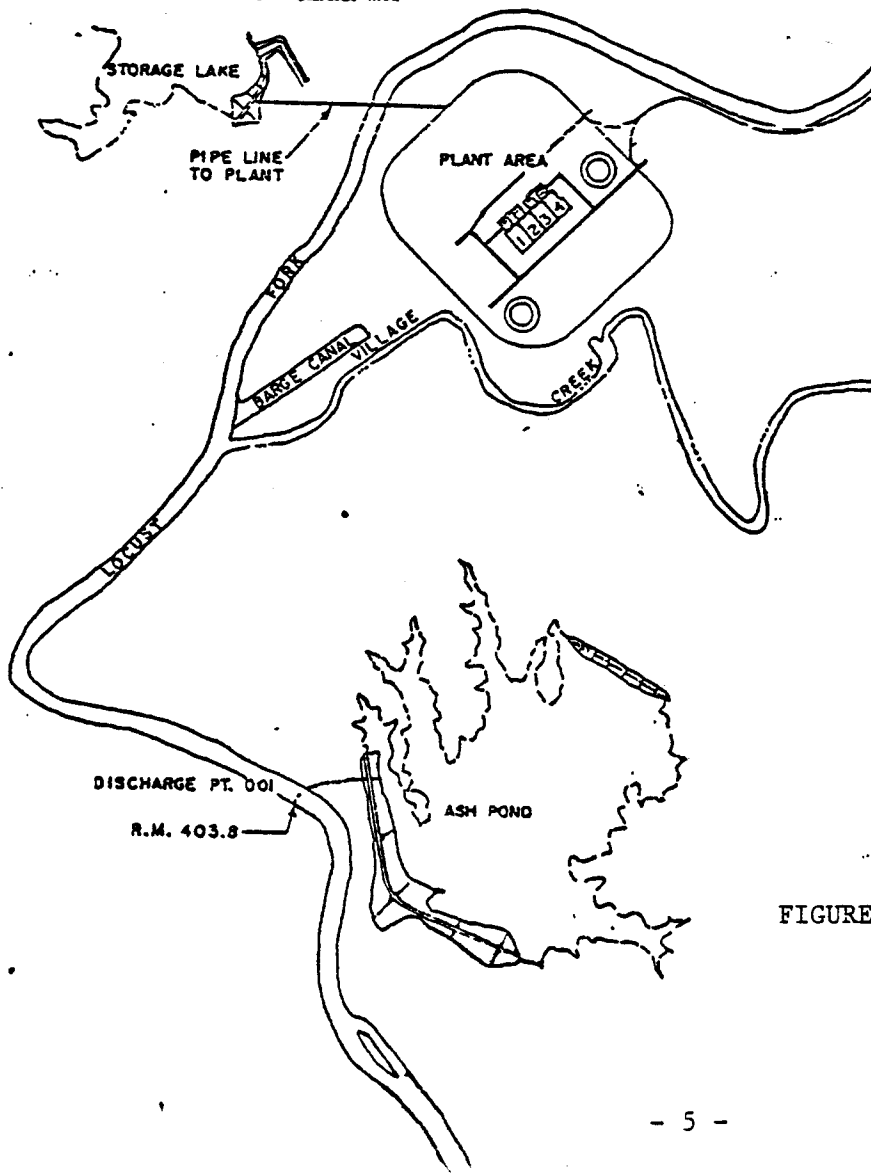 STORAGE LAKE
PIPE LINE
TO PLANT
PLANT AREA
1 2 3 4
FORK
BARGE CANAL
VILLAGE
CREEK
LOCUST
DISCHARGE PT. 001
R.M. 403.8
ASH POND
FIGURE
- 5 -